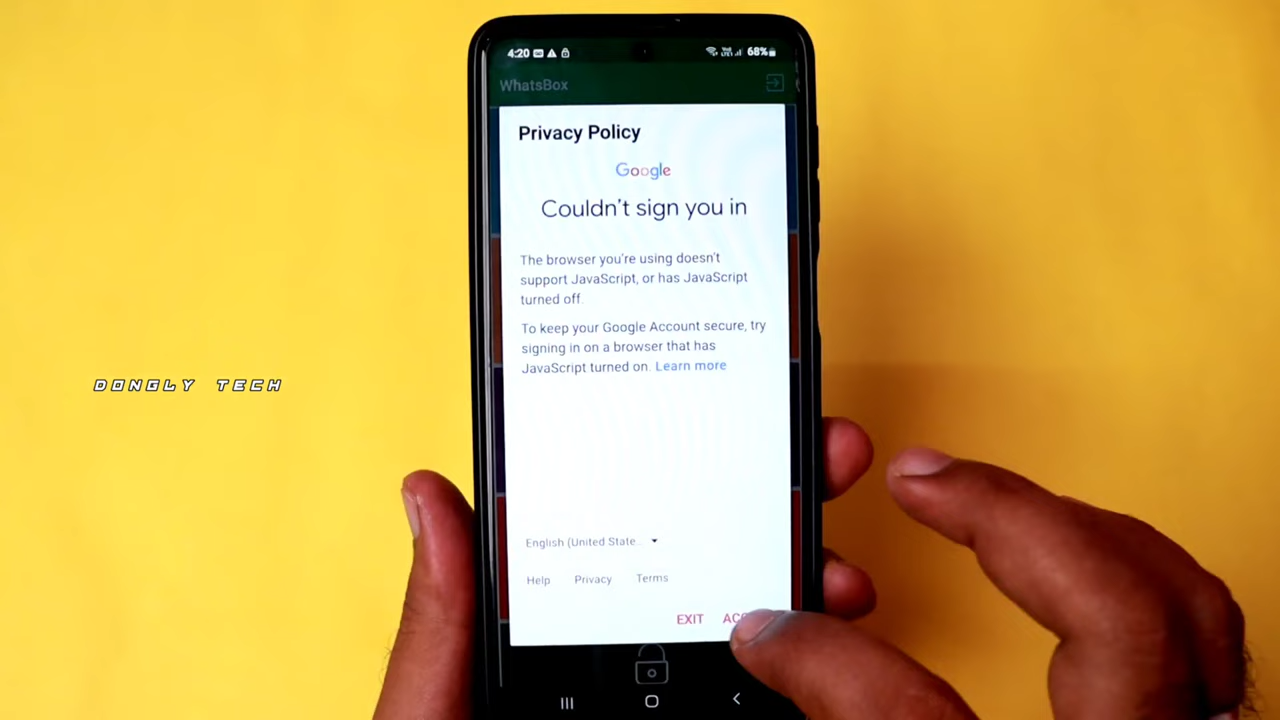 4:20 68%
WhatsBox
Privacy Policy
Google
Couldn't sign you in
The browser you're using doesn't
support JavaScript, or has JavaScript
turned off.
To keep your Google Account secure, try
signing in on a browser that has
JavaScript turned on. Learn more
DONGLY TECH
English (United State..
Help Privacy Terms
EXIT